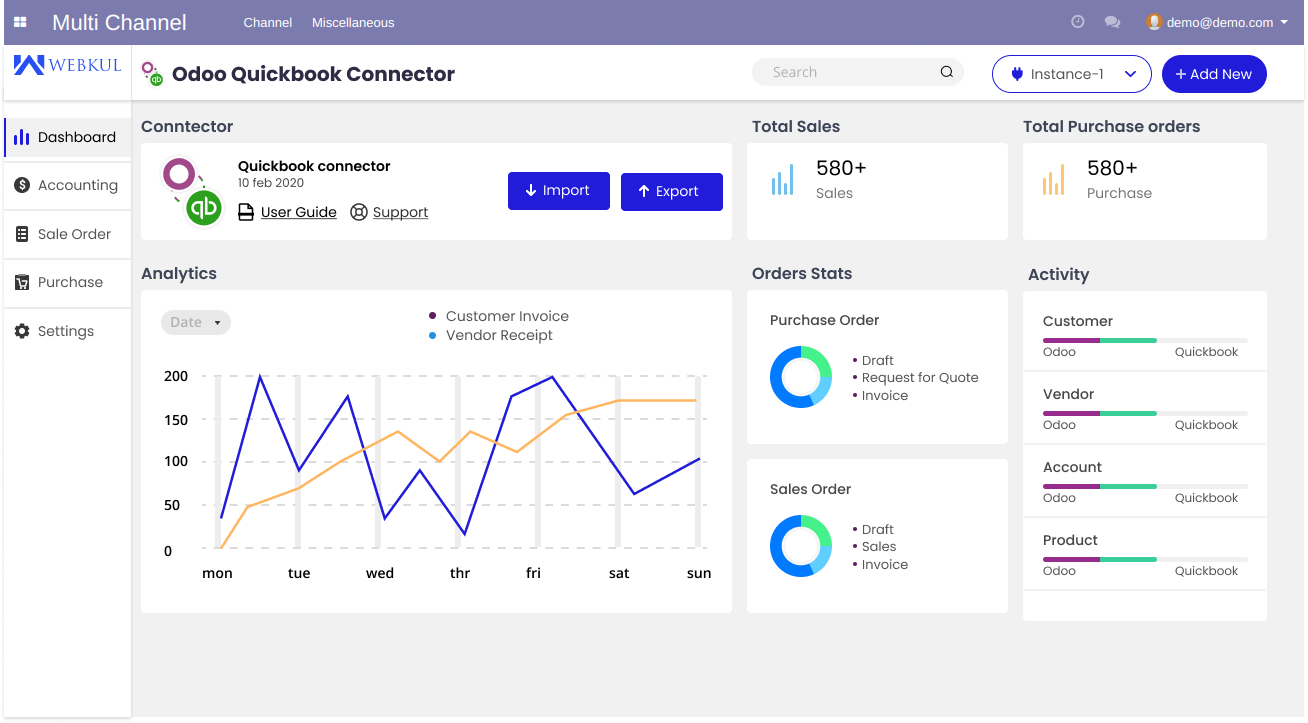 Multi Channel
Channel
Miscellaneous
demo@demo.com
WEBKUL
qb
Odoo Quickbook Connector
Search
Instance-1
+ Add New
Dashboard
Accounting
Sale Order
Purchase
Settings
Conntector
qb
Quickbook connector
10 feb 2020
User Guide
Support
Import
Export
Total Sales
580+
Sales
Total Purchase orders
580+
Purchase
Analytics
Date
Customer Invoice
Vendor Receipt
200
150
100
50
0
mon tue wed thr fri sat sun
Orders Stats
Purchase Order
• Draft
• Request for Quote
• Invoice
Sales Order
• Draft
• Sales
• Invoice
Activity
Customer
Odoo Quickbook
Vendor
Odoo Quickbook
Account
Odoo Quickbook
Product
Odoo Quickbook